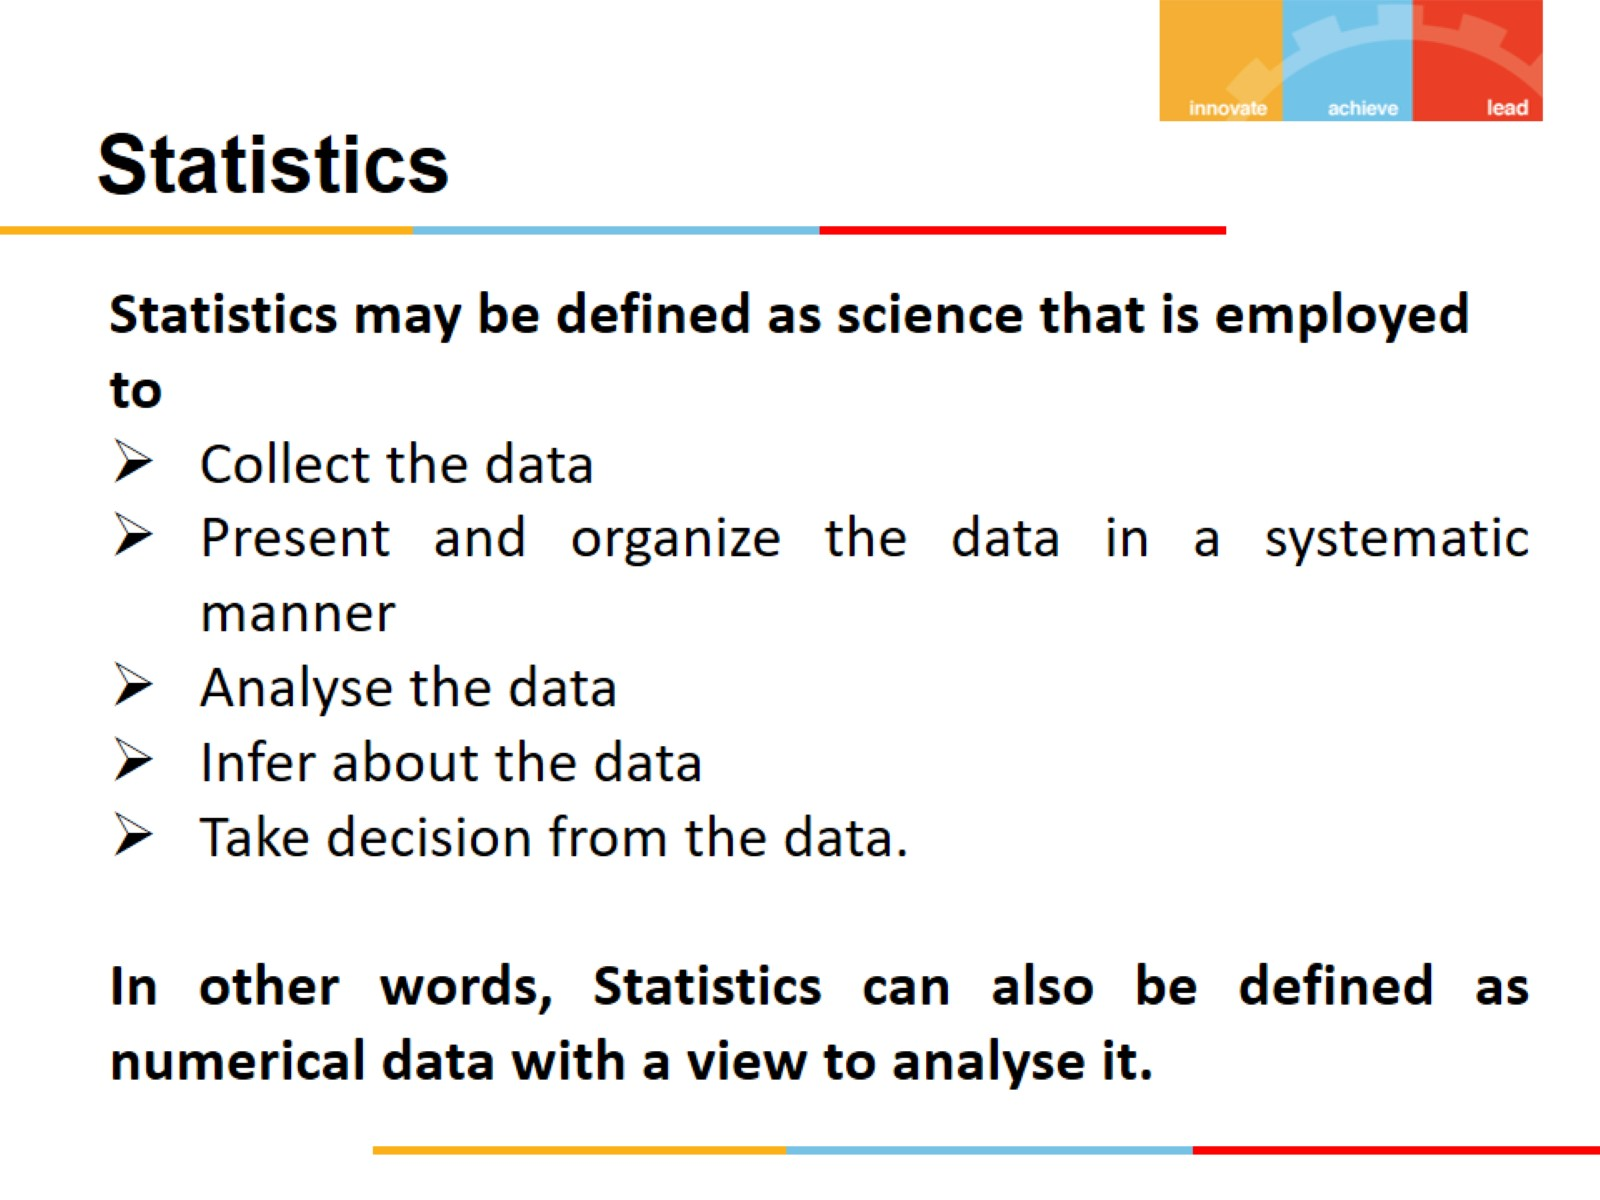 innovate achieve lead
Statistics
Statistics may be defined as science that is employed
to
➢ Collect the data
➢ Present and organize the data in a systematic
manner
➢ Analyse the data
➢ Infer about the data
➢ Take decision from the data.
In other words, Statistics can also be defined as
numerical data with a view to analyse it.